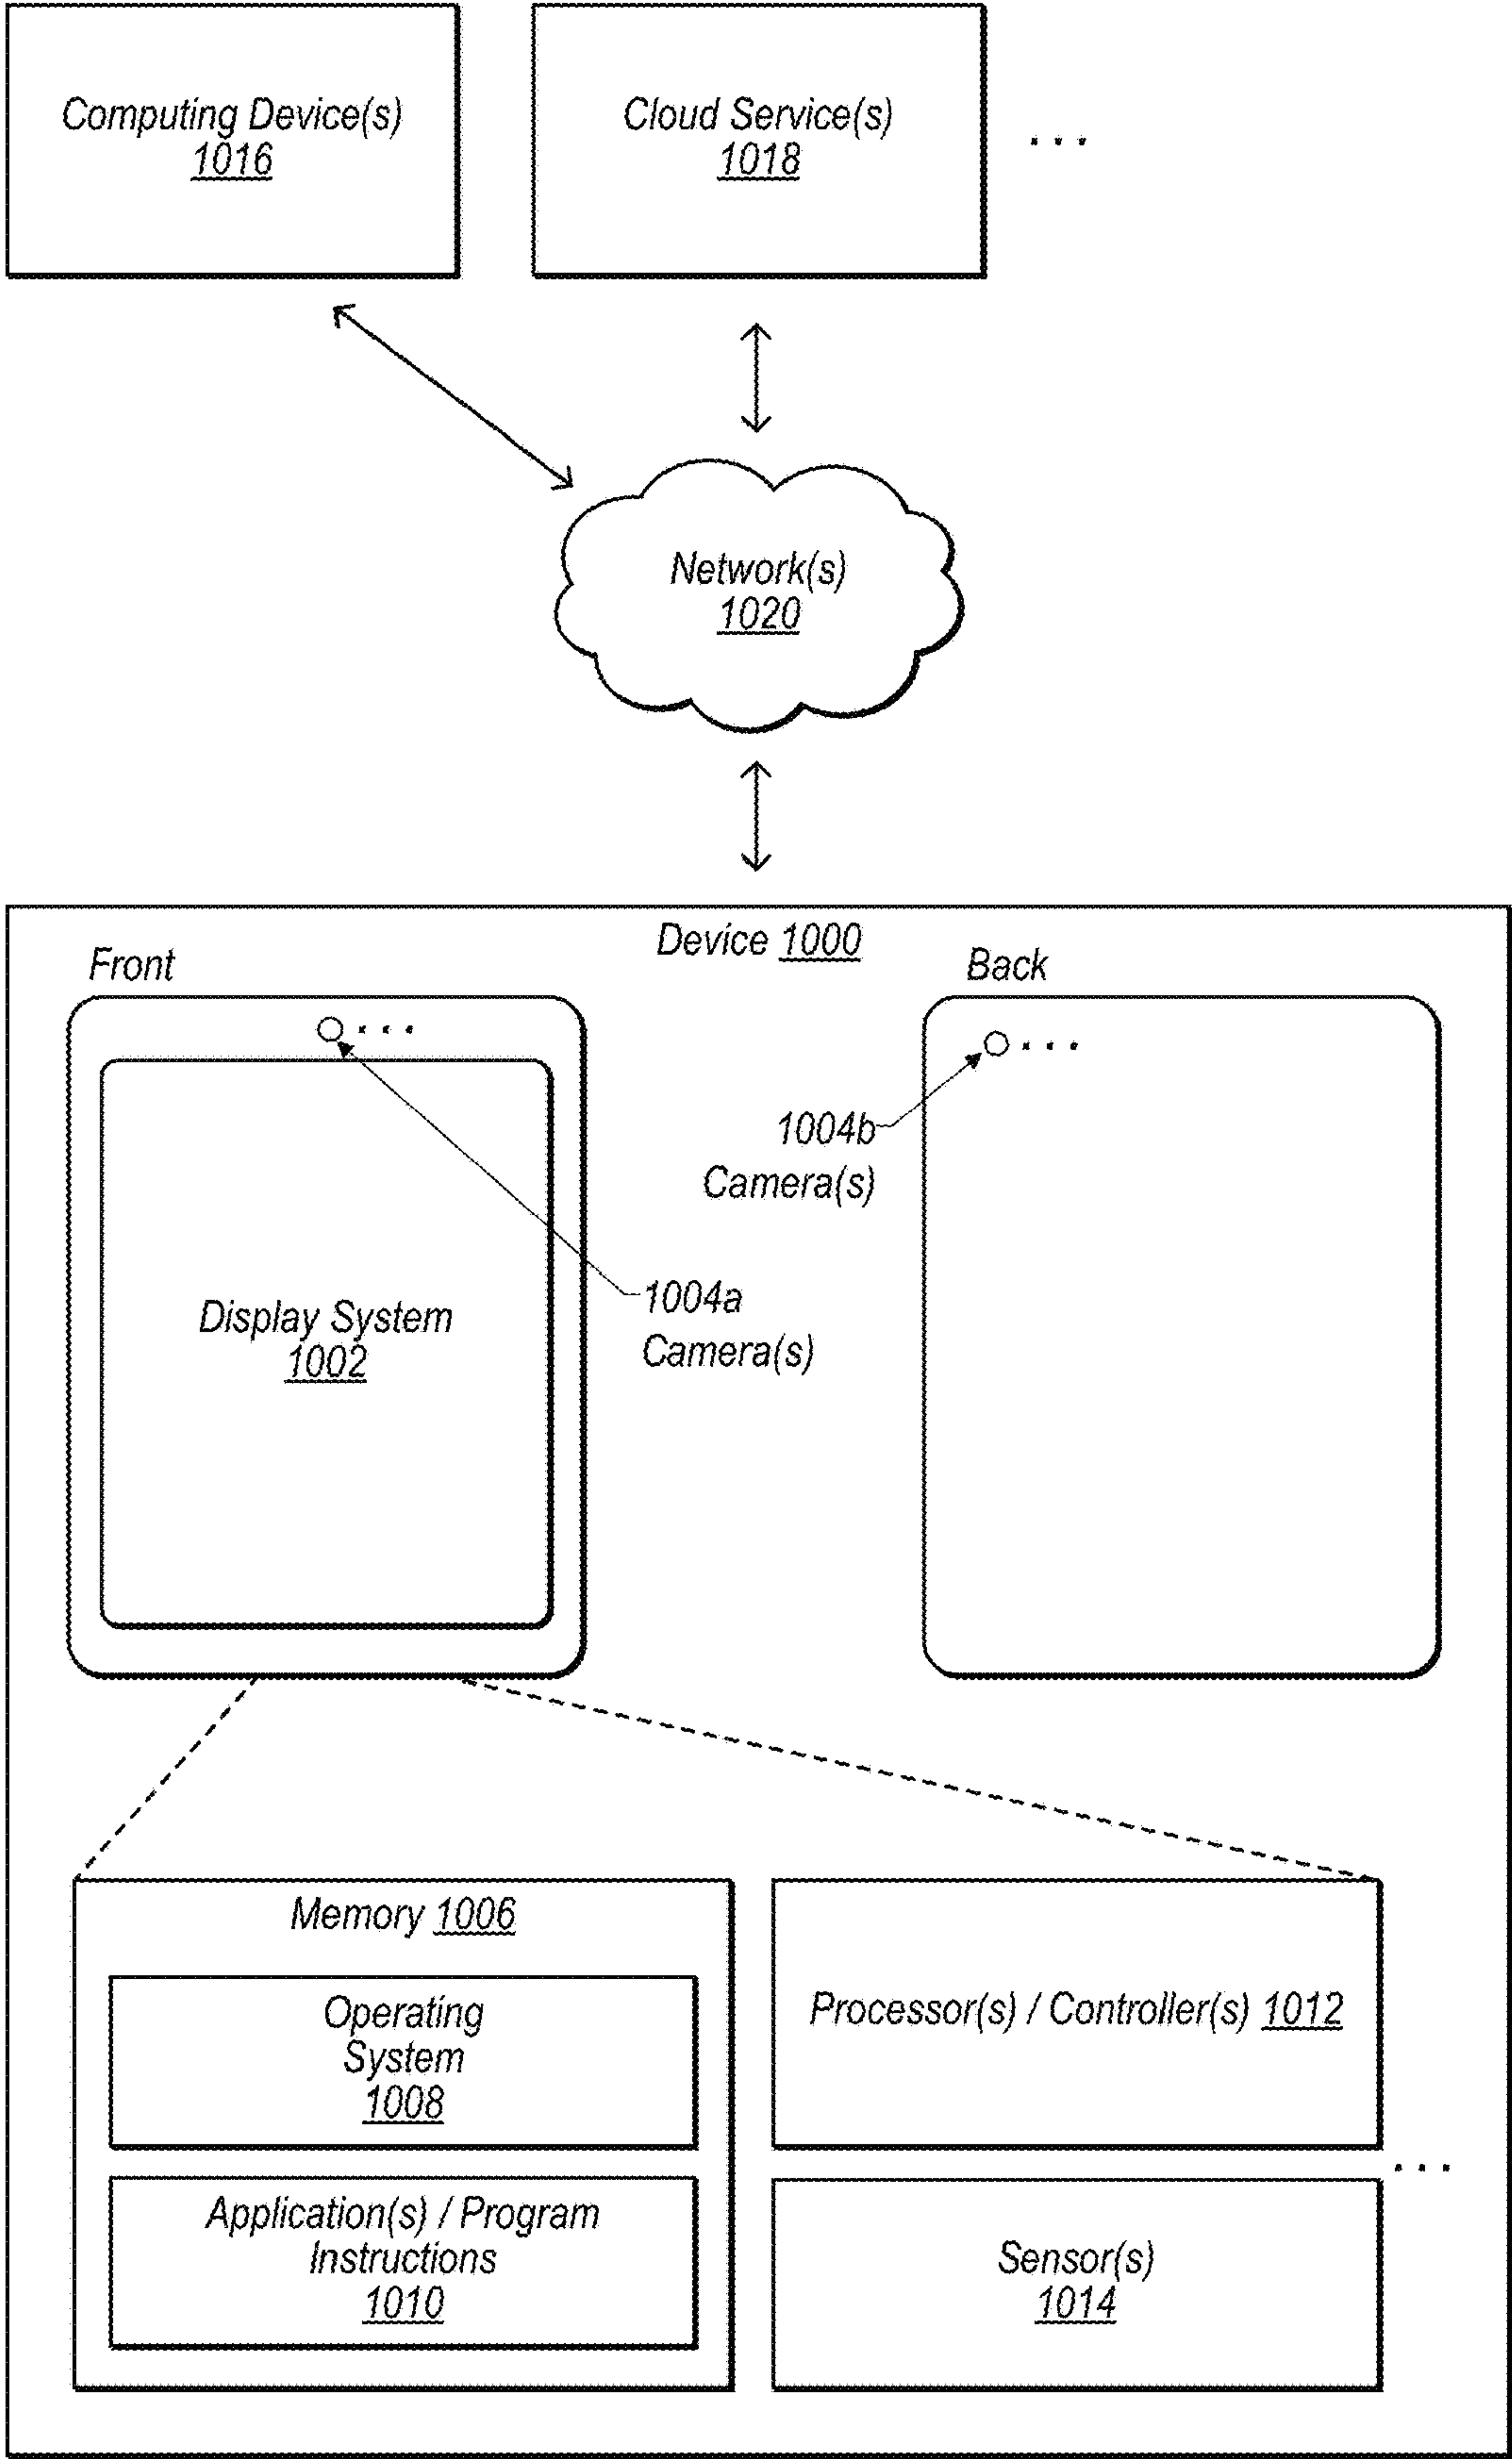 Computing Device(s)
1016
Cloud Service(s)
1018
. . .
Network(s)
1020
Device 1000
Front
Back
. . .
. . .
1004b
Camera(s)
1004a
Camera(s)
Display System
1002
Memory 1006
Operating
System
1008
Application(s) / Program
Instructions
1010
Processor(s) / Controller(s) 1012
. . .
Sensor(s)
1014